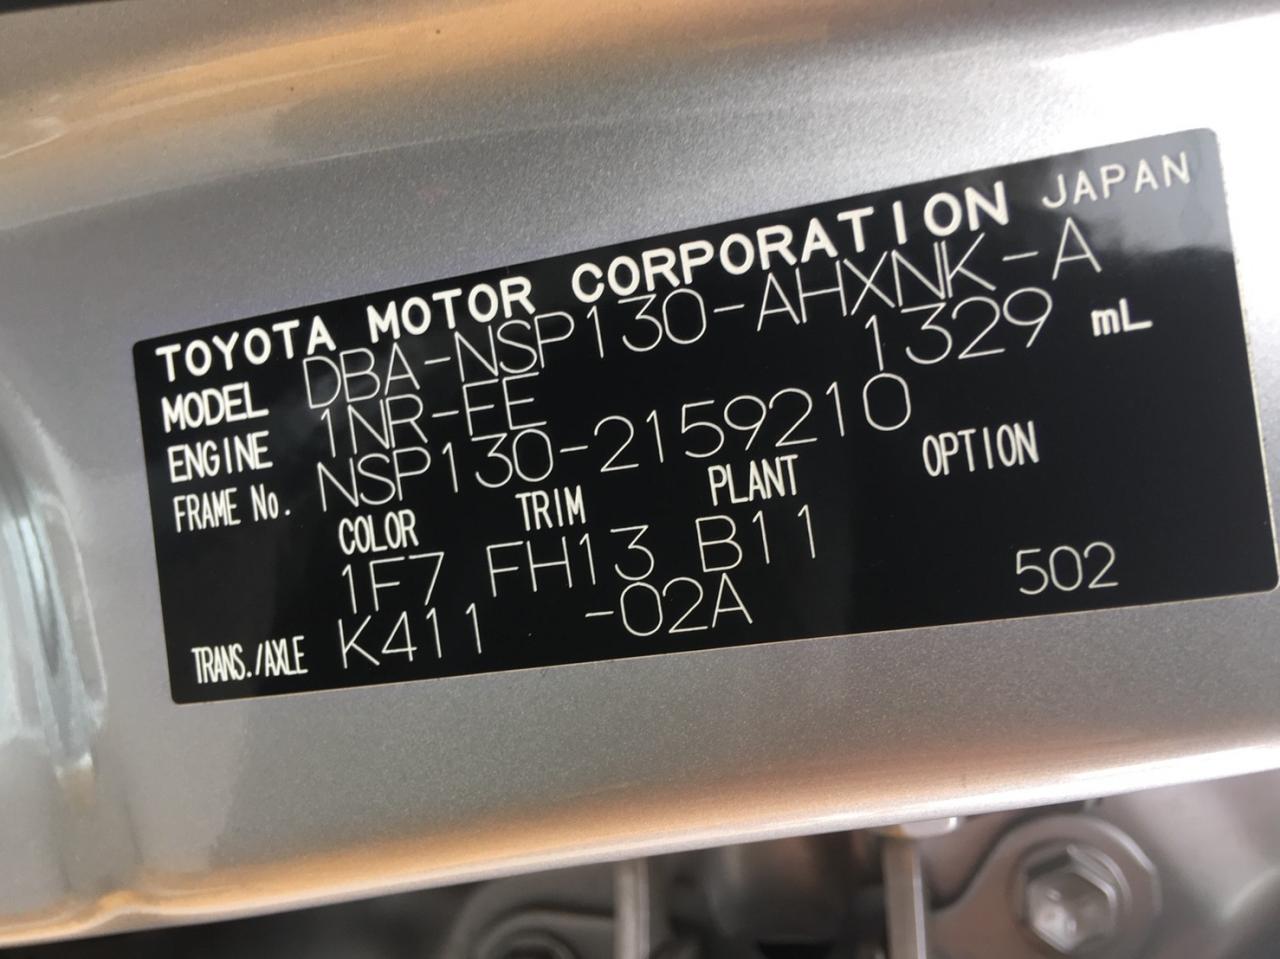 TOYOTA MOTOR CORPORATION JAPAN
MODEL DBA-NSP130-AHXNK-A
ENGINE 1NR-FE 1329 mL
FRAME No. NSP130-2159210
COLOR TRIM PLANT OPTION
1F7 FH13 B11
TRANS./AXLE K411 -02A 502